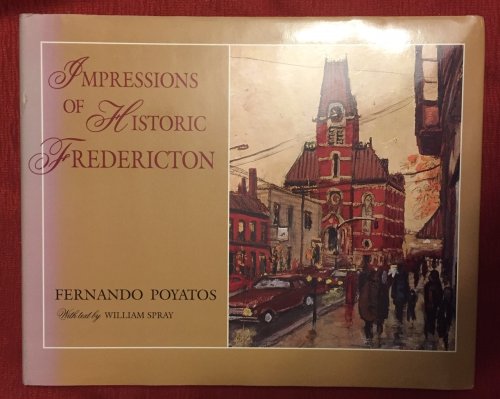 IMPRESSIONS
OF HISTORIC
FREDERICTON
FERNANDO POYATOS
With text by WILLIAM SPRAY